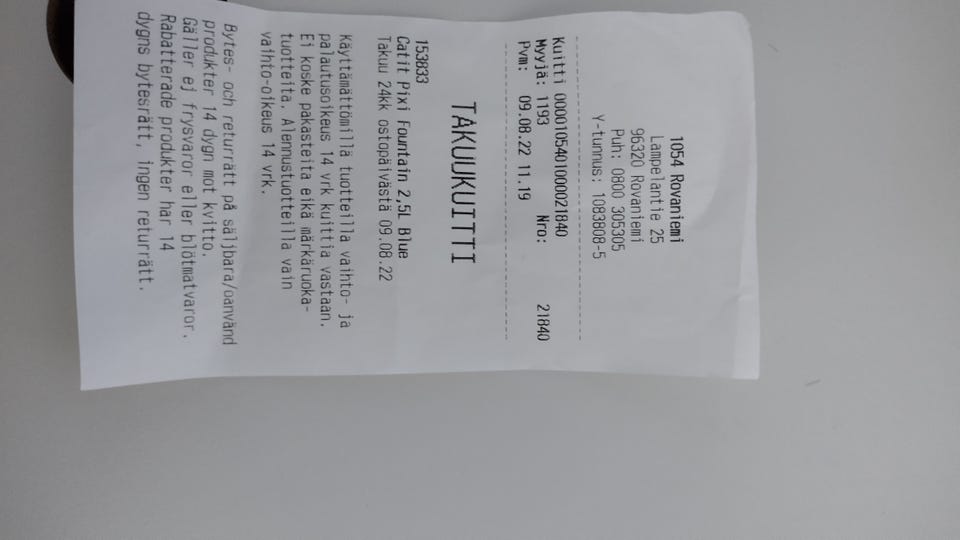 1054 Rovaniemi
Lampelantie 25
96320 Rovaniemi
Puh: 0800 305305
Y-tunnus: 1083808-5
Kuitti 000010540100021840
Myyjä: 1193 Nro: 21840
Pvm: 09.08.22 11.19
TAKUUKUITTI
153833
Catit Pixi Fountain 2,5L Blue
Takuu 24kk ostopäivästä 09.08.22
Käyttämättömillä tuotteilla vaihto- ja
palautusoikeus 14 vrk kuittia vastaan.
Ei koske pakasteita eikä märkäruoka-
tuotteita. Alennustuotteilla vain
vaihto-oikeus 14 vrk.
Bytes- och returrätt på säljbara/oanvänd
produkter 14 dygn mot kvitto.
Gäller ej frysvaror eller blötmatvaror.
Rabatterade produkter har 14
dygns bytesrätt, ingen returrätt.